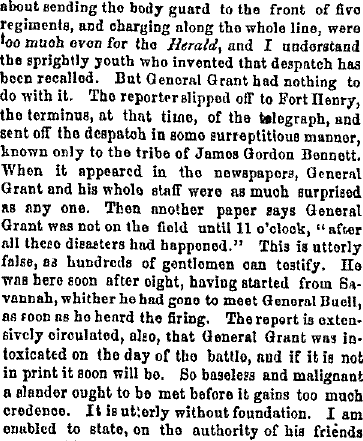 about sending the body guard to the front of five
regiments, and charging along the whole line, were
too much even for the Herald, and I understand
the sprightly youth who invented that despatch has
been recalled. But General Grant had nothing to
do with it. The reporter slipped off to Fort Henry,
the terminus, at that time, of the telegraph, and
sent off the despatch in some surreptitious manner,
known only to the tribe of James Gordon Bennett.
When it appeared in the newspapers, General
Grant and his whole staff were as much surprised
as any one. Then another paper says General
Grant was not on the field until 11 o'clock, "after
all these disasters had happened." This is utterly
false, as hundreds of gentlemen can testify. He
was here soon after eight, having started from Sa-
vannah, whither he had gone to meet General Buell,
as soon as he heard the firing. The report is exten-
sively circulated, also, that General Grant was in-
toxicated on the day of the battle, and if it is not
in print it soon will be. So baseless and malignant
a slander ought to be met before it gains too much
credence. It is utterly without foundation. I am
enabled to state, on the authority of his friends